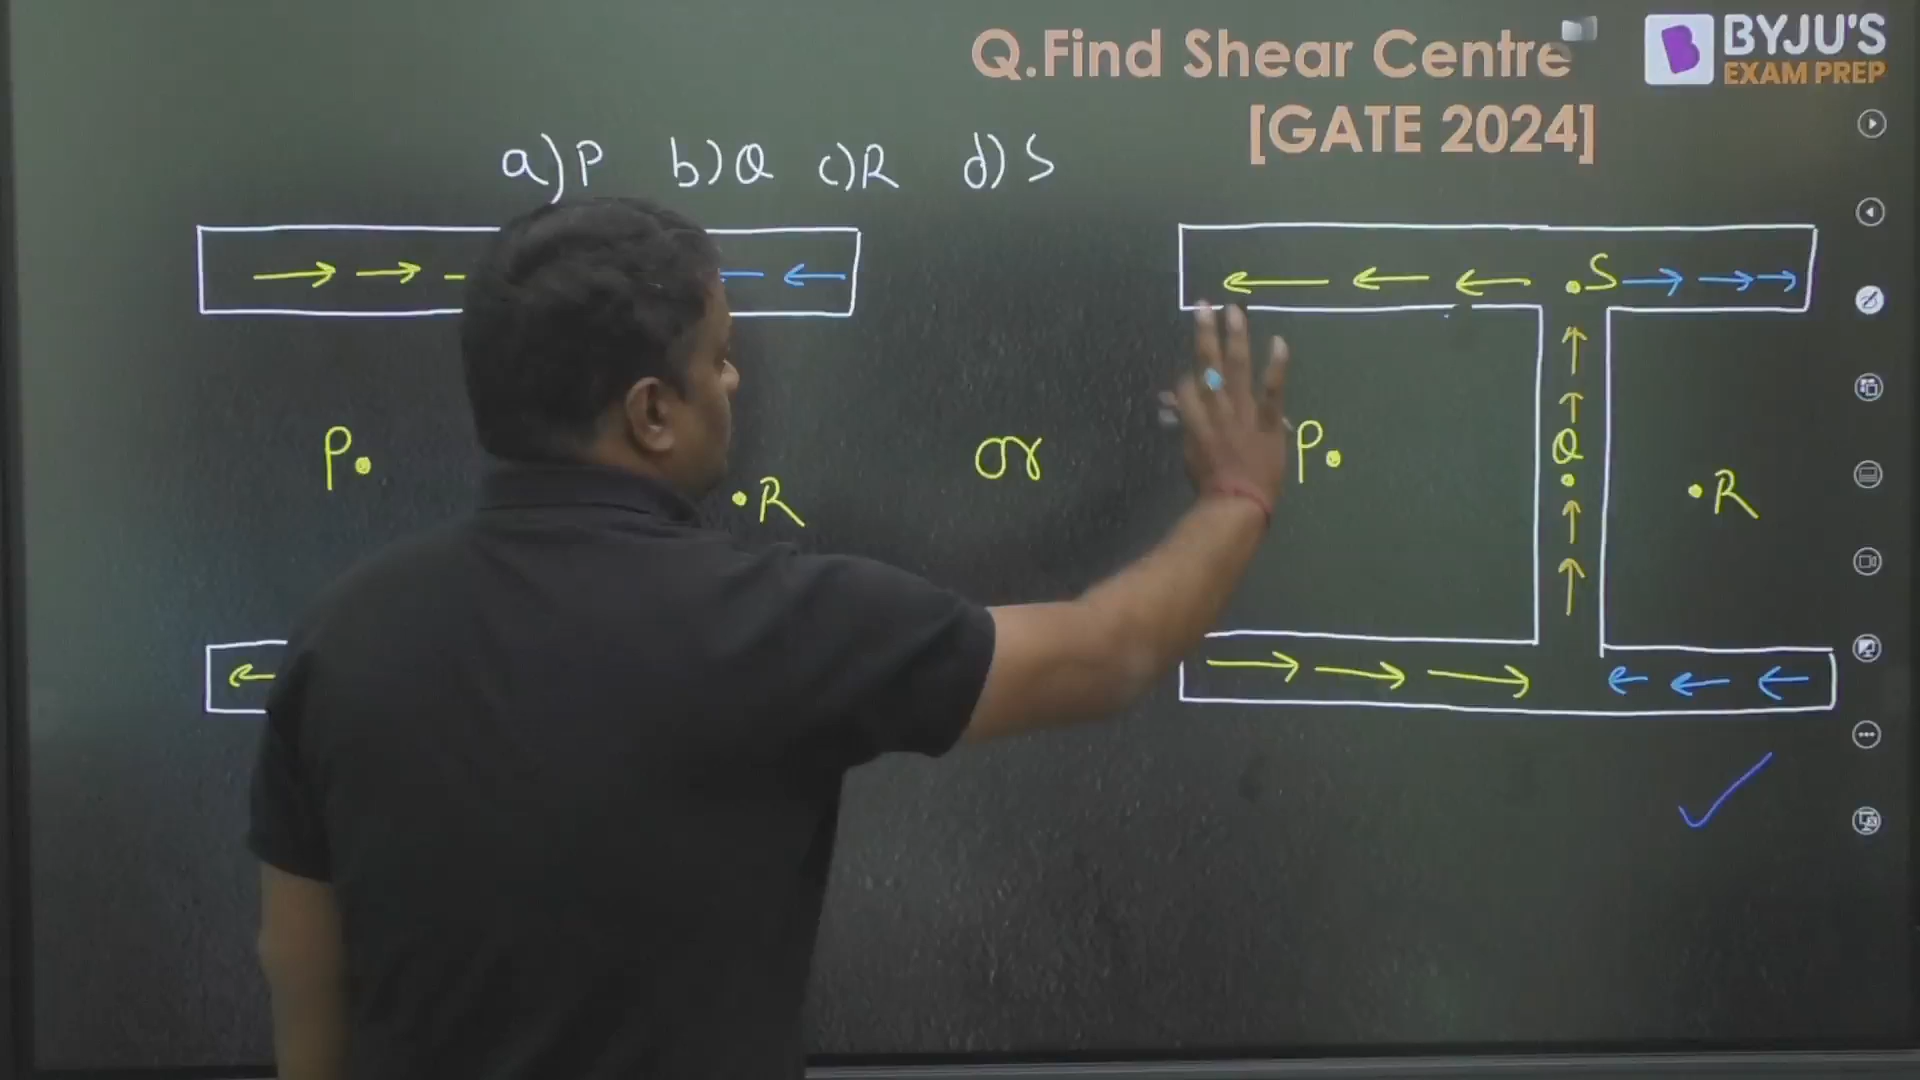 Q.Find Shear Centre
[GATE 2024]
BYJU'S
EXAM PREP
a) P b) Q c) R d) S
P
R
or
S
P
Q
R